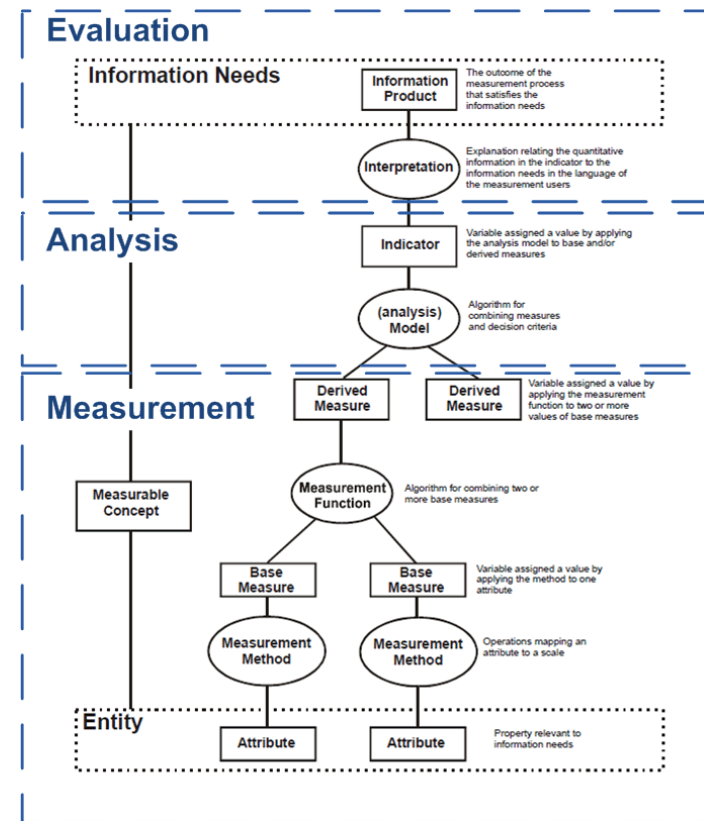 Evaluation
Information Needs
Information
Product
The outcome of the
measurement process
that satisfies the
information needs
Interpretation
Explanation relating the quantitative
information in the indicator to the
information needs in the language of
the measurement users
Analysis
Indicator
Variable assigned a value by applying
the analysis model to base and/or
derived measures
(analysis)
Model
Algorithm for
combining measures
and decision criteria
Measurement
Derived
Measure
Derived
Measure
Variable assigned a value by
applying the measurement
function to two or more
values of base measures
Measurable
Concept
Measurement
Function
Algorithm for combining two or
more base measures
Base
Measure
Base
Measure
Variable assigned a value by
applying the method to one
attribute
Measurement
Method
Measurement
Method
Operations mapping an
attribute to a scale
Entity
Attribute
Attribute
Property relevant to
information needs